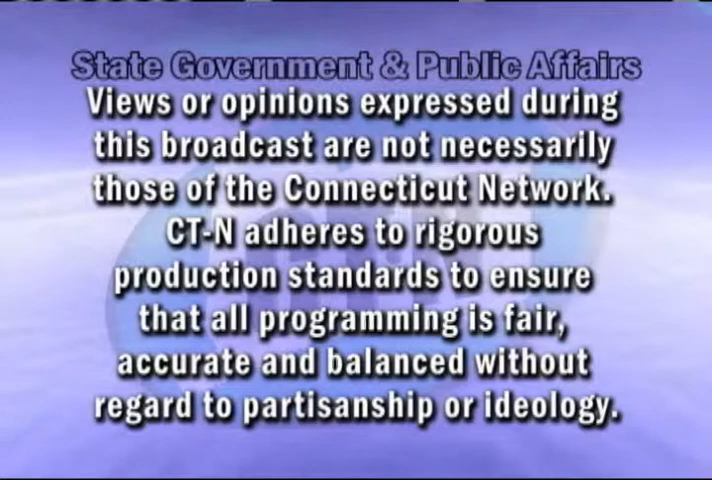 State Government & Public Affairs
Views or opinions expressed during
this broadcast are not necessarily
those of the Connecticut Network.
CT-N adheres to rigorous
production standards to ensure
that all programming is fair,
accurate and balanced without
regard to partisanship or ideology.